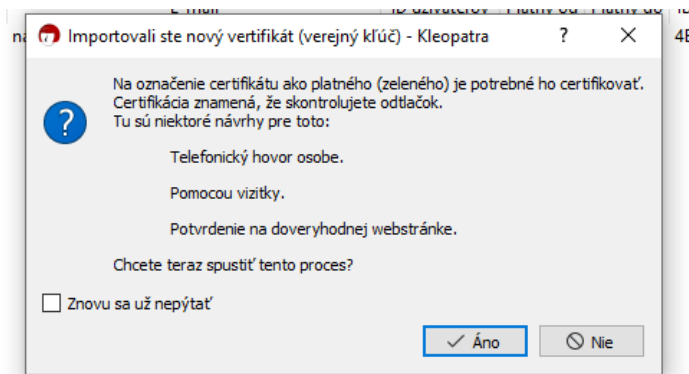 Importovali ste nový vertifikát (verejný kľúč) - Kleopatra
Na označenie certifikátu ako platného (zeleného) je potrebné ho certifikovať.
Certifikácia znamená, že skontrolujete odtlačok.
Tu sú niektoré návrhy pre toto:
Telefonický hovor osobe.
Pomocou vizitky.
Potvrdenie na doveryhodnej webstránke.
Chcete teraz spustiť tento proces?
Znovu sa už nepýtať
Áno
Nie